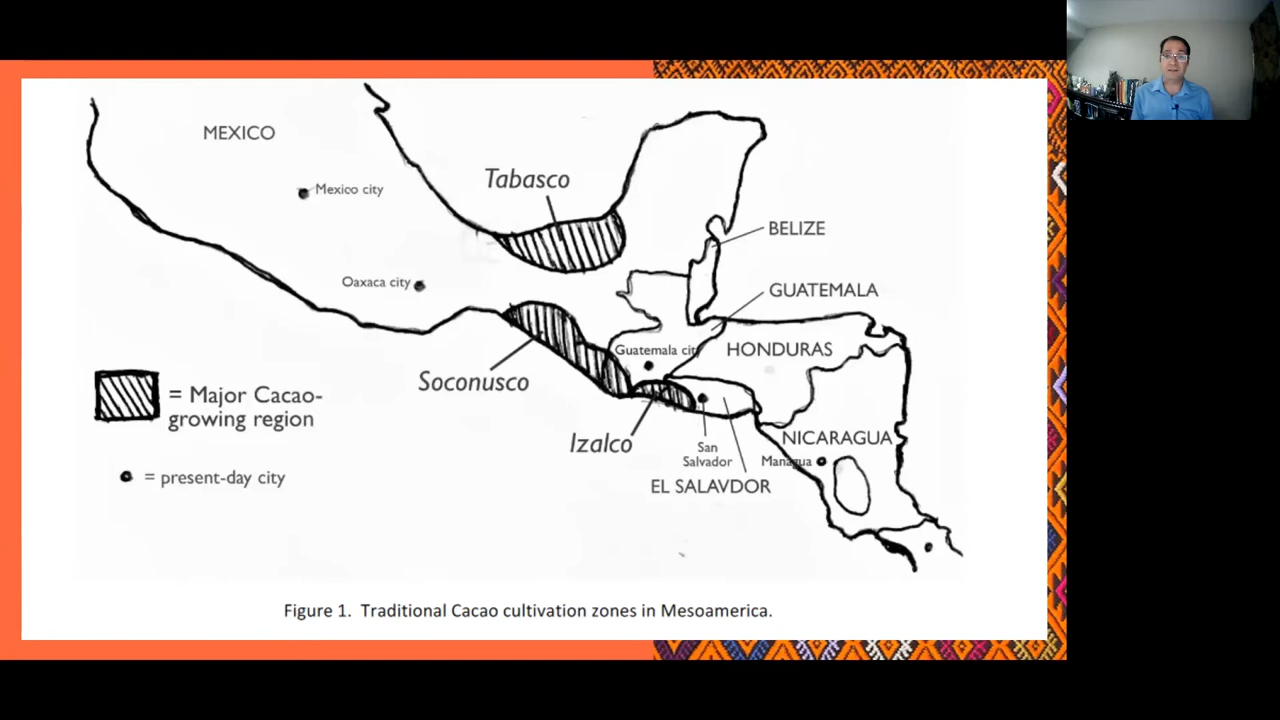 MEXICO
Mexico city
Tabasco
BELIZE
Oaxaca city
GUATEMALA
Guatemala cit
HONDURAS
Soconusco
= Major Cacao-
growing region
Izalco
San
Salvador
NICARAGUA
Managua
= present-day city
EL SALAVDOR
Figure 1. Traditional Cacao cultivation zones in Mesoamerica.